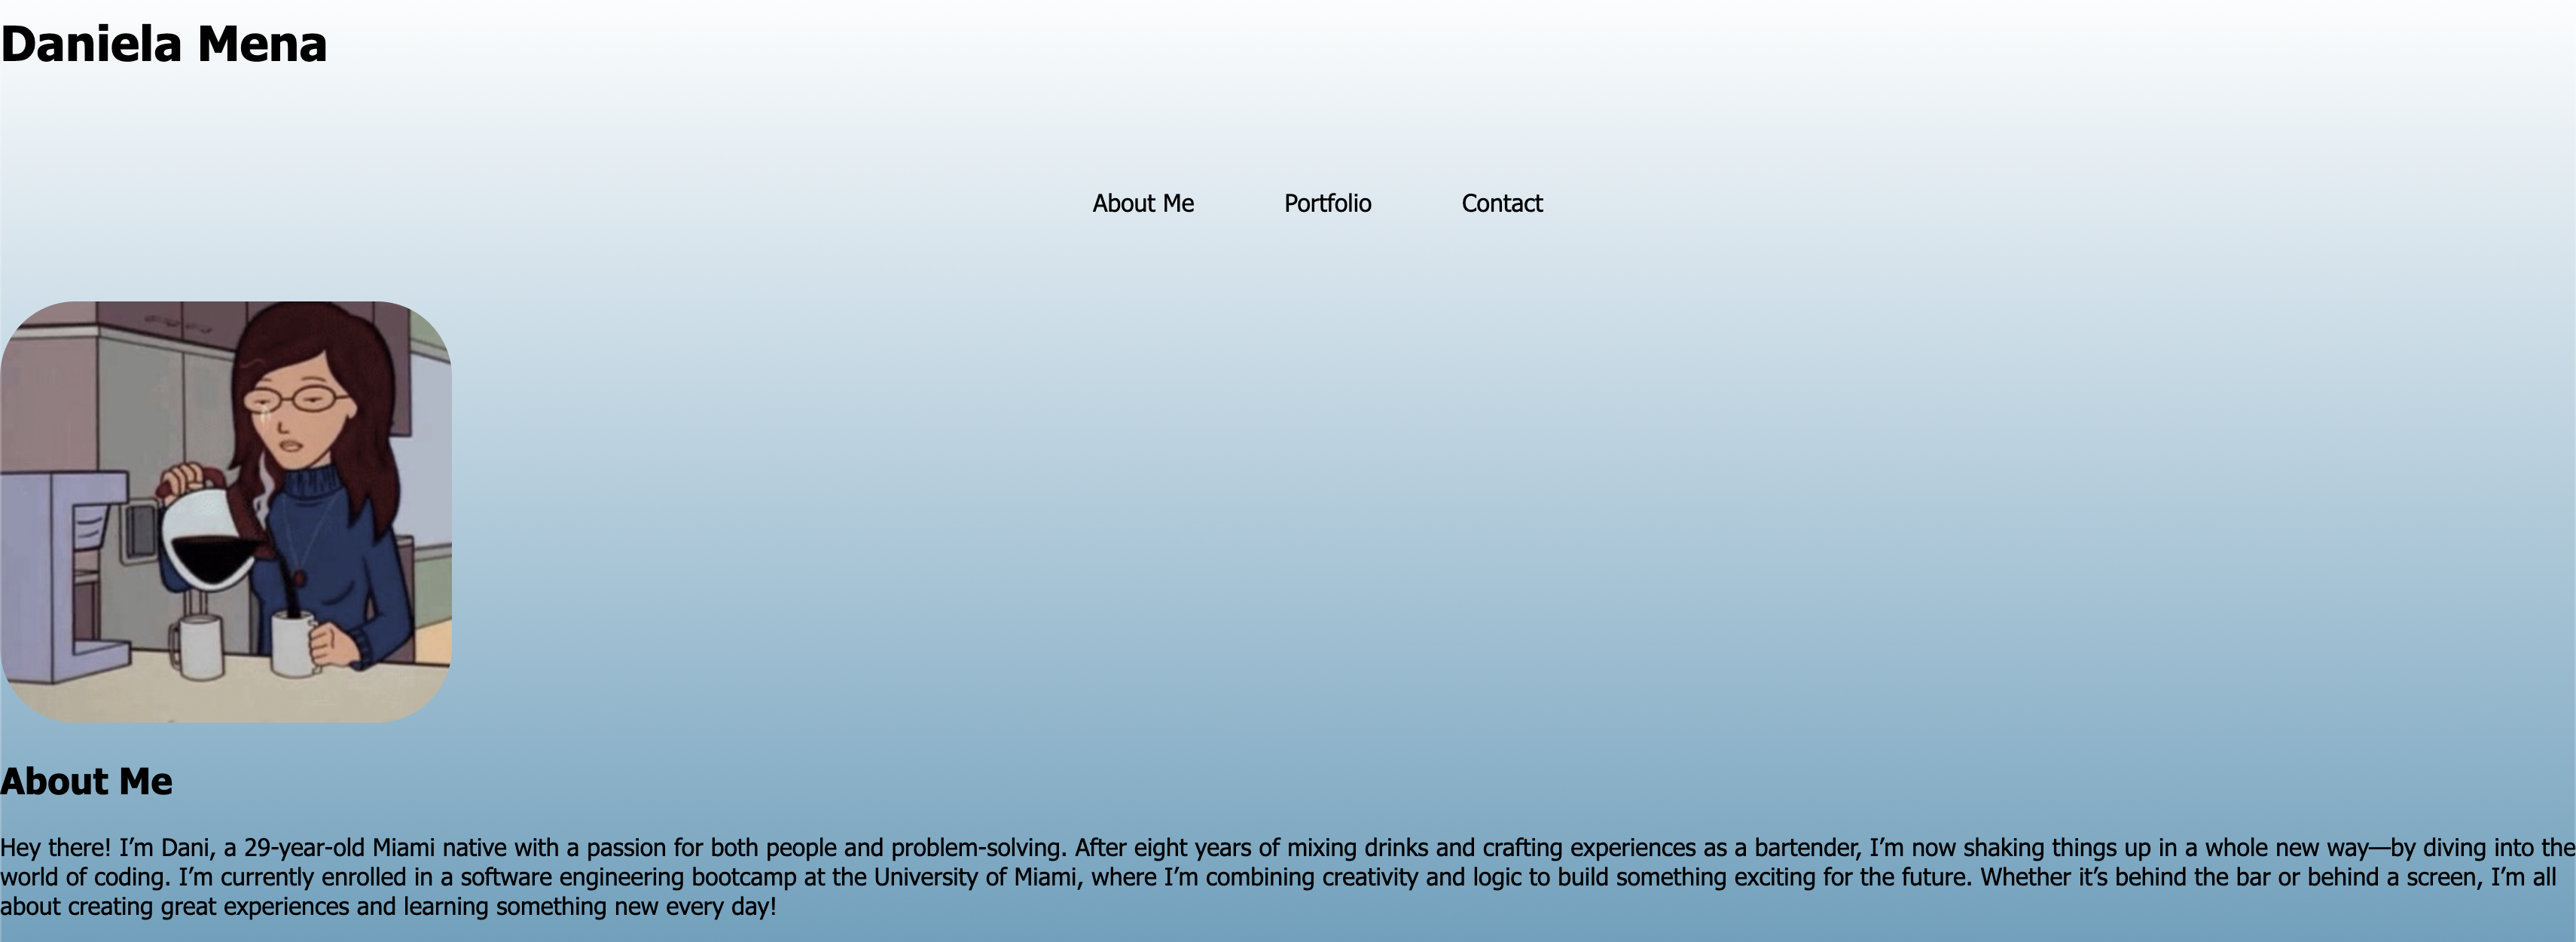 Daniela Mena
About Me
Portfolio
Contact
About Me
Hey there! I’m Dani, a 29-year-old Miami native with a passion for both people and problem-solving. After eight years of mixing drinks and crafting experiences as a bartender, I’m now shaking things up in a whole new way—by diving into the
world of coding. I’m currently enrolled in a software engineering bootcamp at the University of Miami, where I’m combining creativity and logic to build something exciting for the future. Whether it’s behind the bar or behind a screen, I’m all
about creating great experiences and learning something new every day!